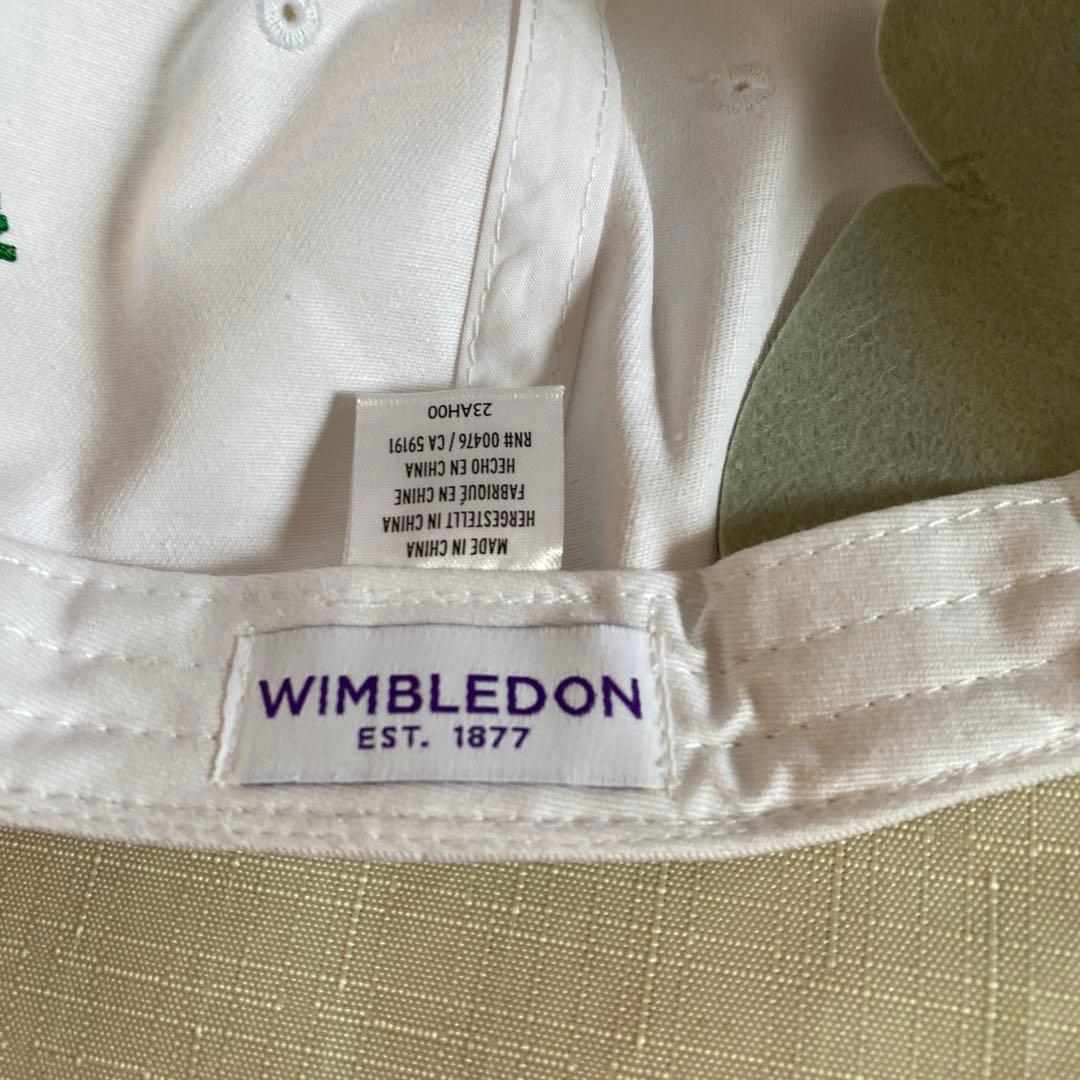 WIMBLEDON
EST. 1877
MADE IN CHINA
HERGESTELLT IN CHINA
FABRIQUÉ EN CHINE
HECHO EN CHINA
RN# 00476 / CA 59191
23AH00